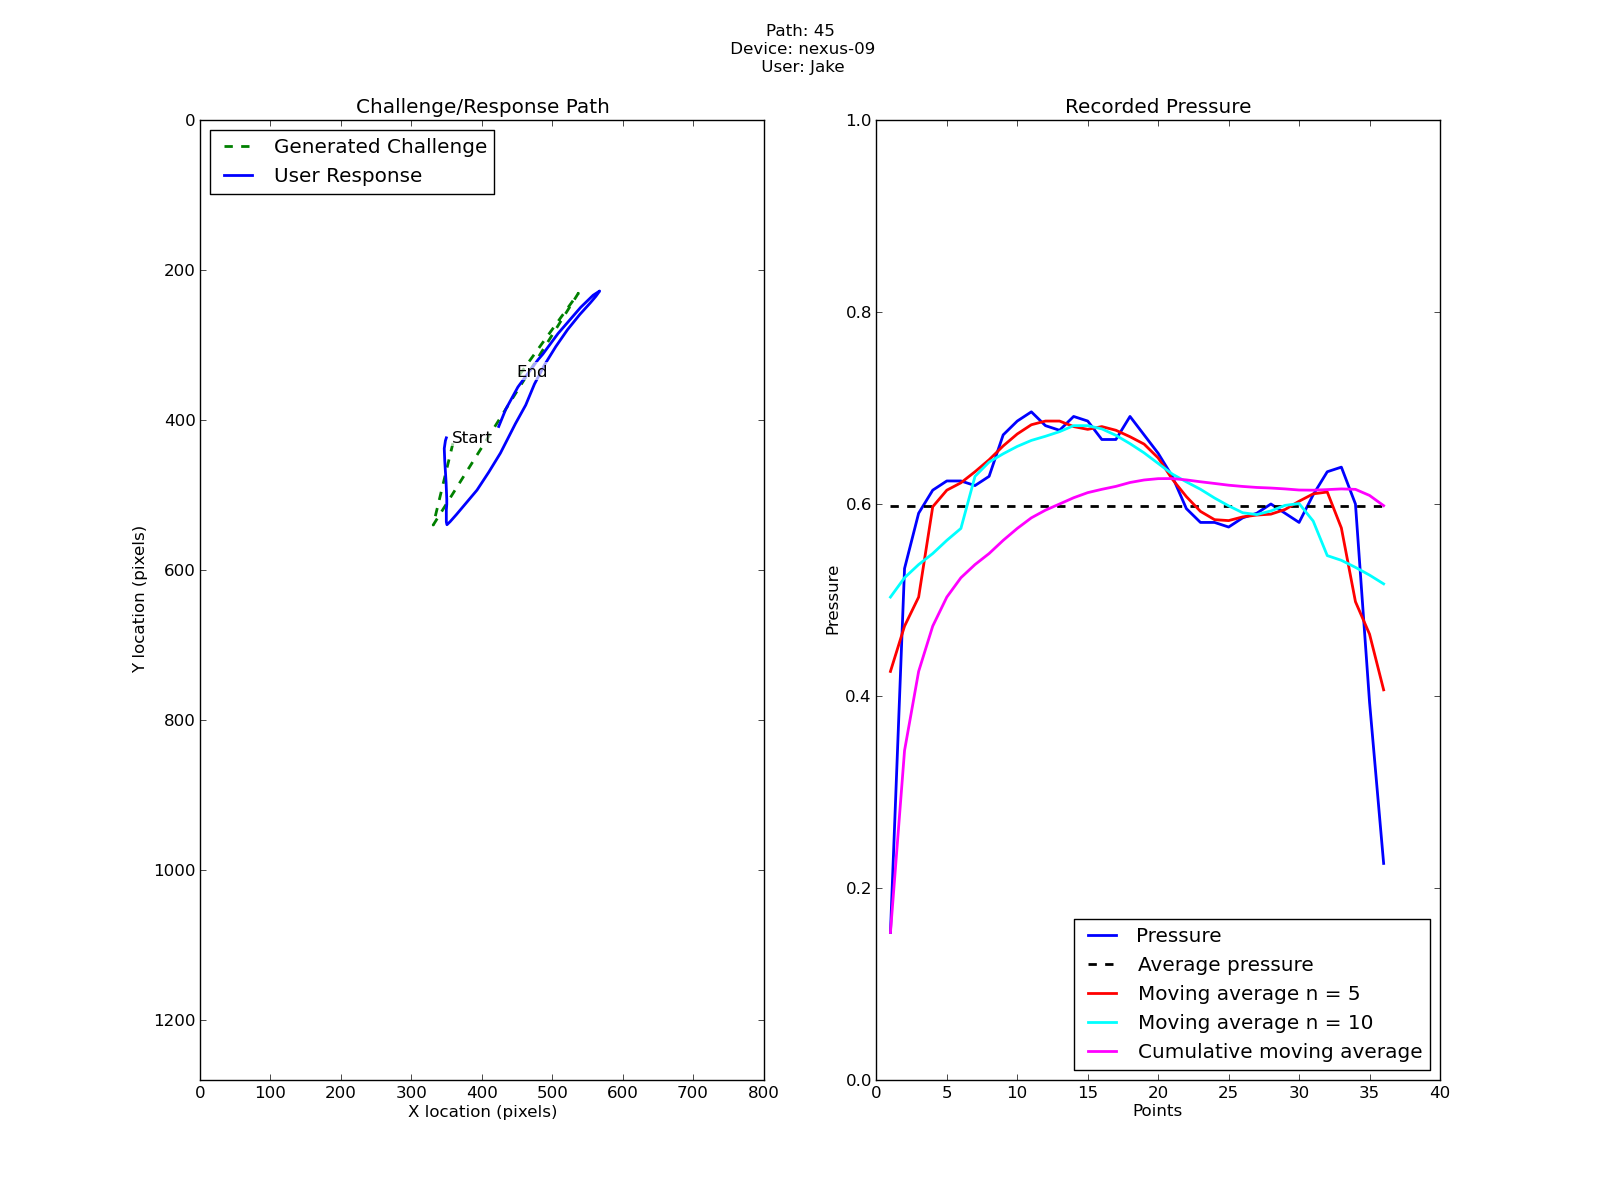 Path: 45
Device: nexus-09
User: Jake
Challenge/Response Path
0
200
400
600
800
1000
1200
Y location (pixels)
Generated Challenge
User Response
End
Start
0 100 200 300 400 500 600 700 800
X location (pixels)
Recorded Pressure
1.0
0.8
0.6
0.4
0.2
0.0
Pressure
Pressure
Average pressure
Moving average n = 5
Moving average n = 10
Cumulative moving average
0 5 10 15 20 25 30 35 40
Points